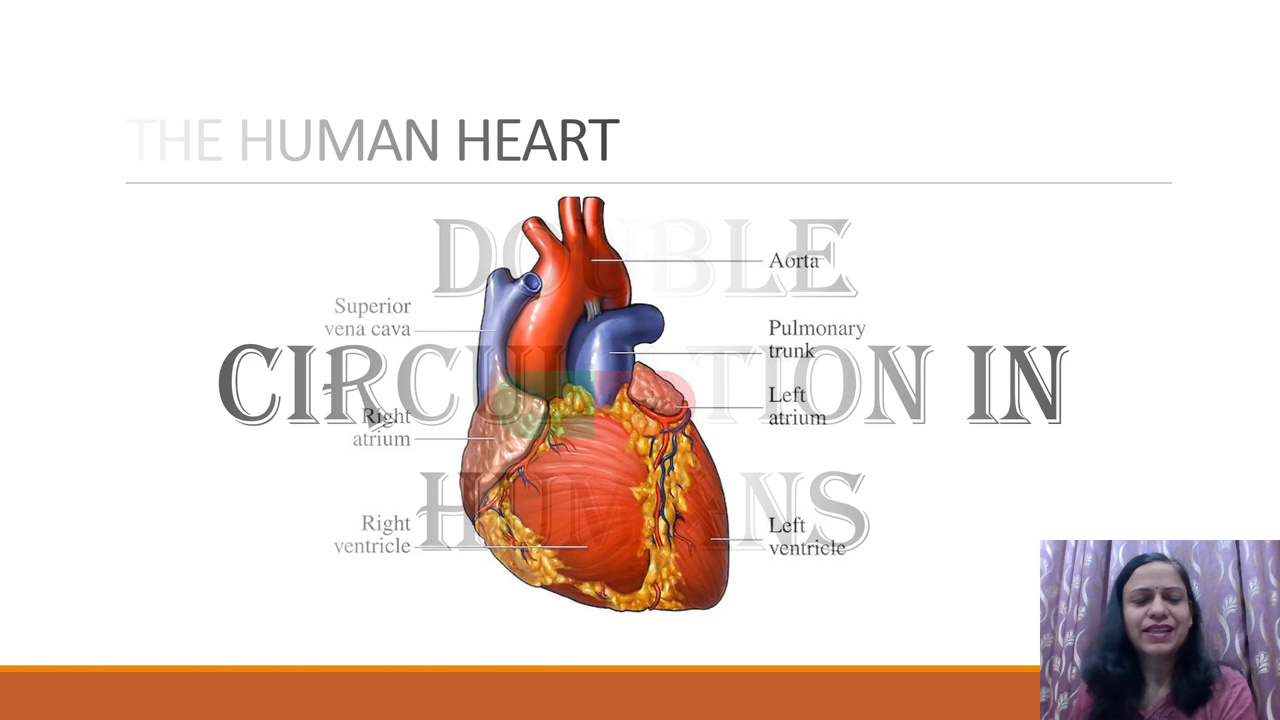 THE HUMAN HEART
DOUBLE
CIRCULATION IN
HUMANS
Aorta
Superior
vena cava
Pulmonary
trunk
Left
atrium
Right
atrium
Right
ventricle
Left
ventricle